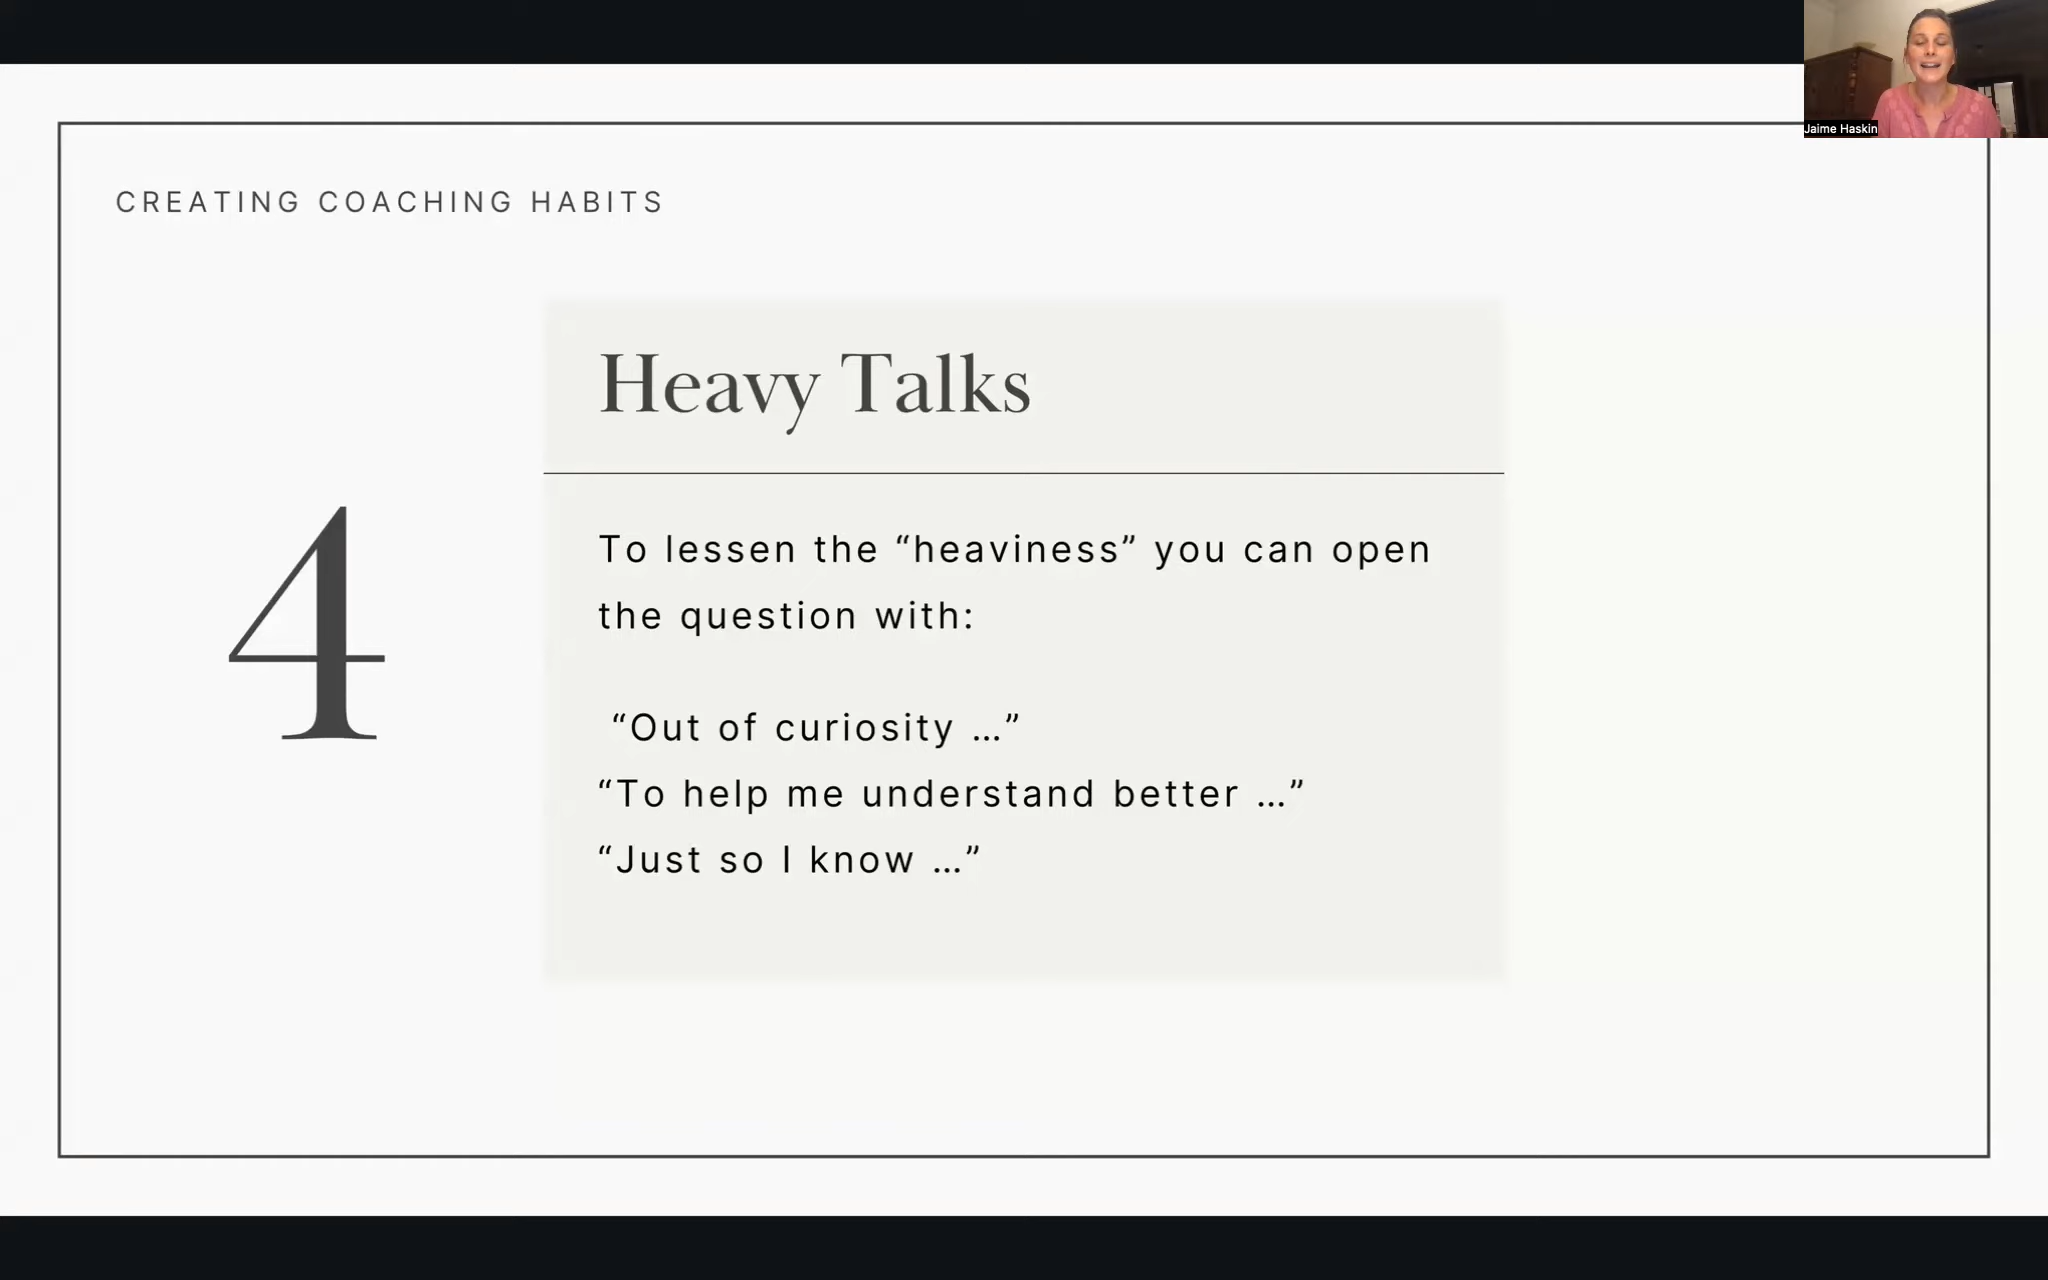 Jaime Haskin
CREATING COACHING HABITS
4
Heavy Talks
To lessen the “heaviness” you can open
the question with:
“Out of curiosity ...”
“To help me understand better ...”
“Just so I know ...”